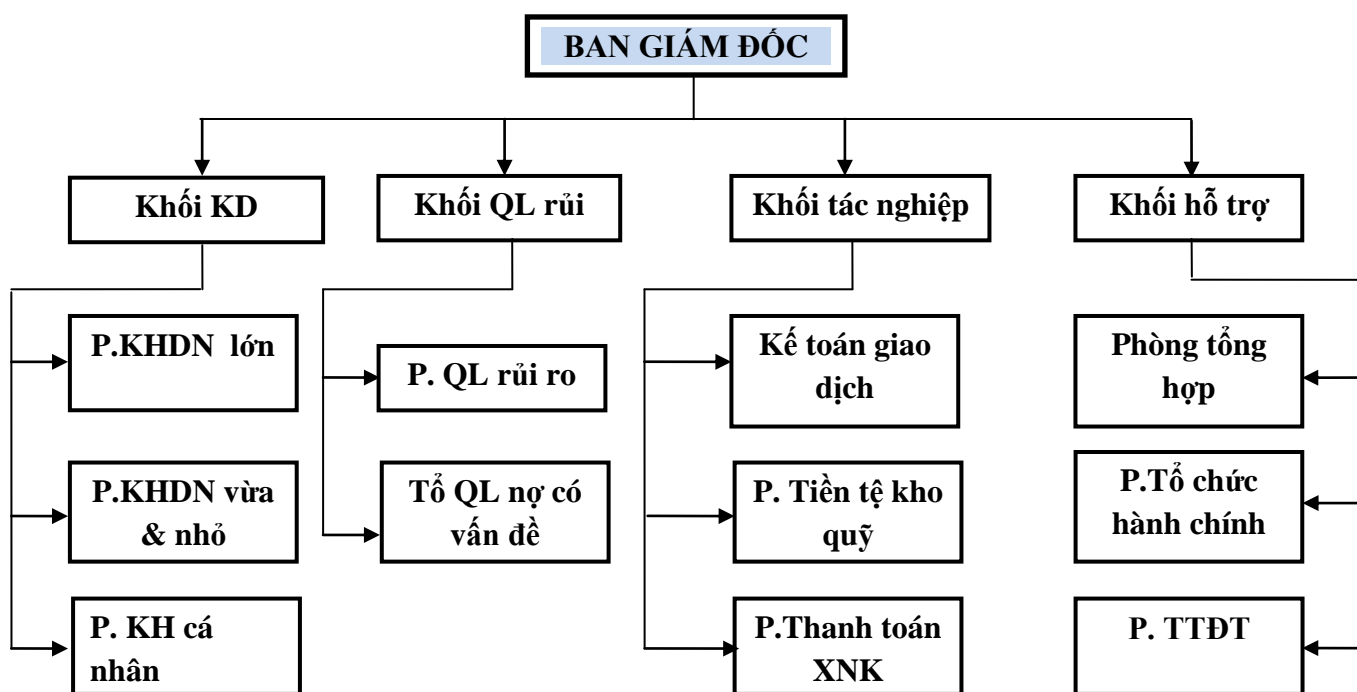 BAN GIÁM ĐỐC
Khối KD
Khối QL rủi
Khối tác nghiệp
Khối hỗ trợ
P.KHDN lớn
P. QL rủi ro
Kế toán giao
dịch
Phòng tổng
hợp
P.KHDN vừa
& nhỏ
Tổ QL nợ có
vấn đề
P. Tiền tệ kho
quỹ
P.Tổ chức
hành chính
P. KH cá
nhân
P.Thanh toán
XNK
P. TTĐT